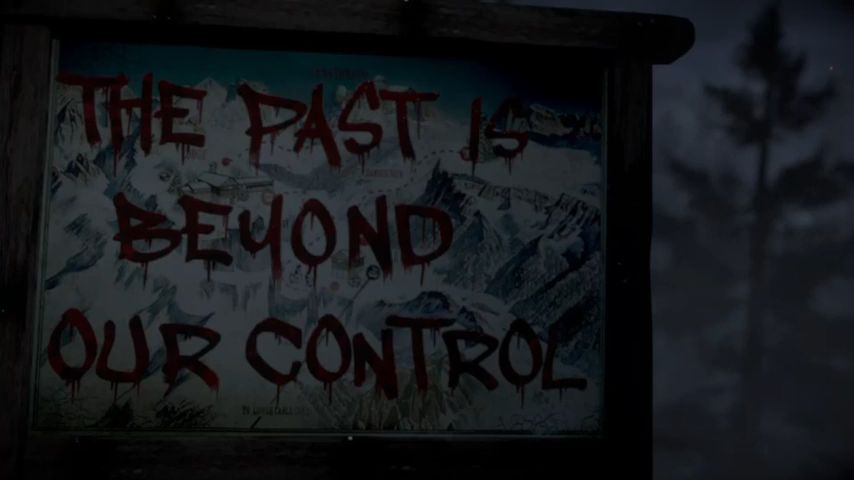 THE PAST IS
BEYOND
OUR CONTROL